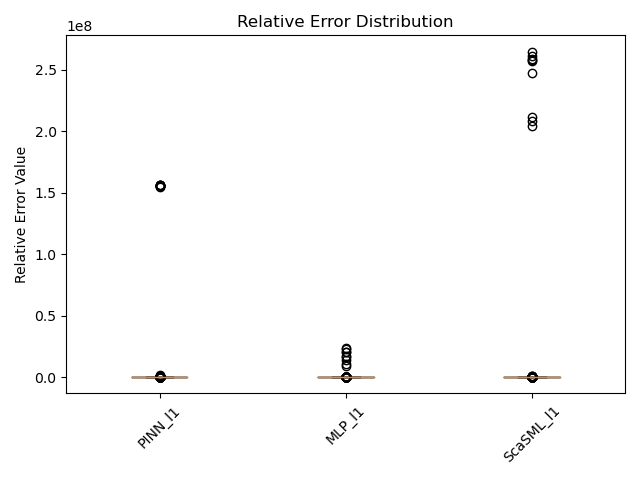 Relative Error Distribution
1e8
2.5
2.0
1.5
1.0
0.5
0.0
Relative Error Value
PINN_l1
MLP_l1
ScaSML_l1